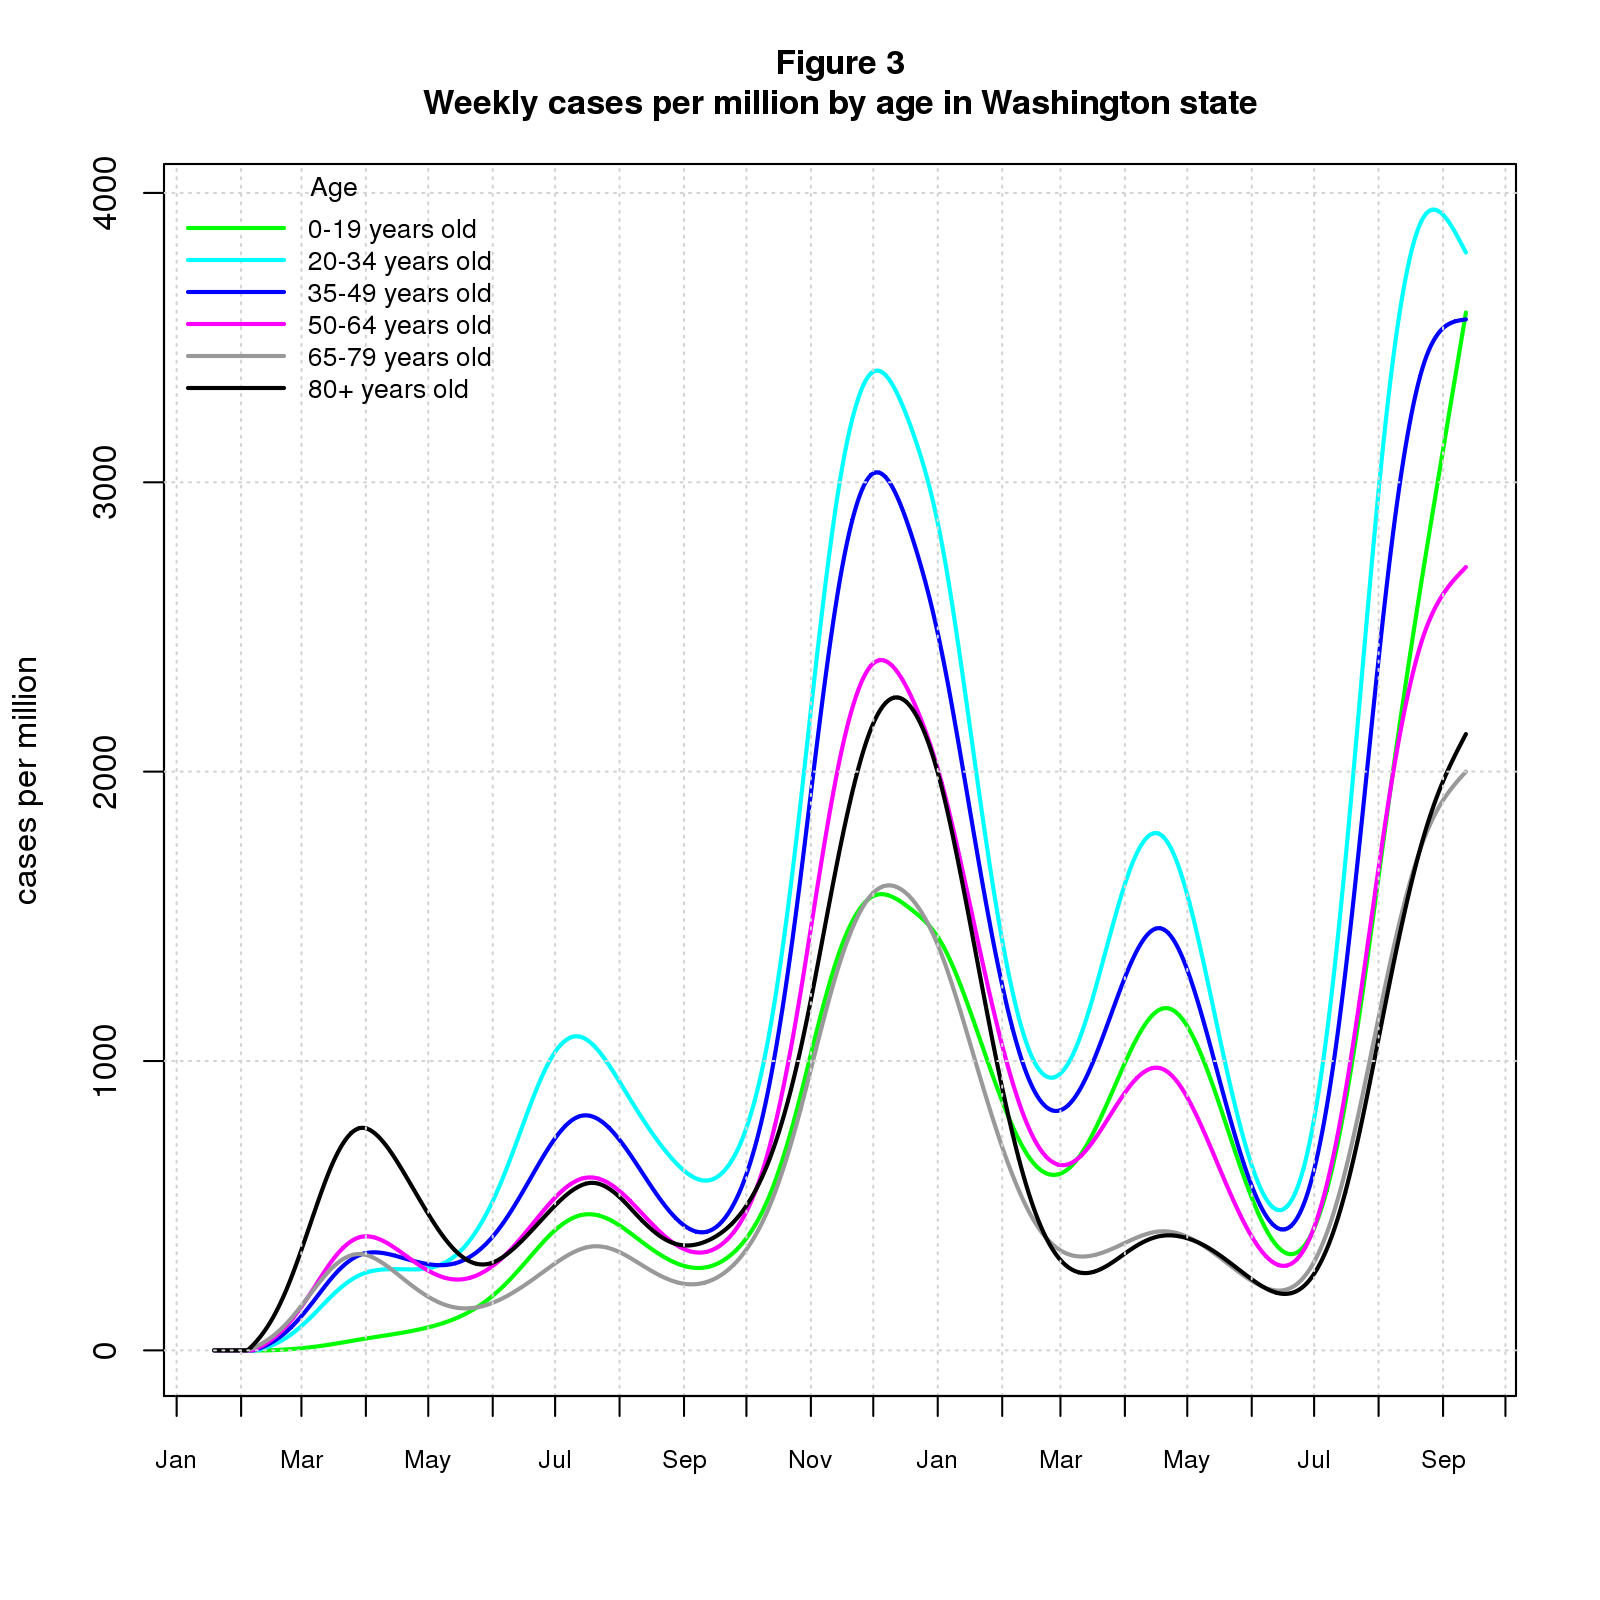 Figure 3
Weekly cases per million by age in Washington state
cases per million
4000
3000
2000
1000
0
Age
0-19 years old
20-34 years old
35-49 years old
50-64 years old
65-79 years old
80+ years old
Jan Mar May Jul Sep Nov Jan Mar May Jul Sep